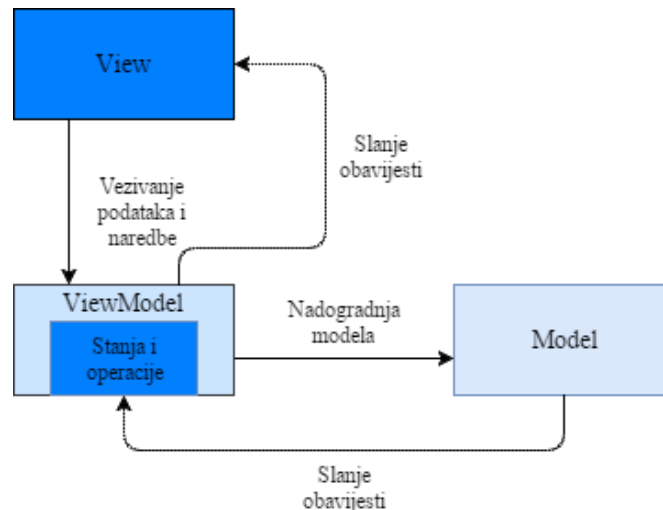 View
Slanje
obavijesti
Vezivanje
podataka i
naredbe
ViewModel
Stanja i
operacije
Nadogradnja
modela
Model
Slanje
obavijesti